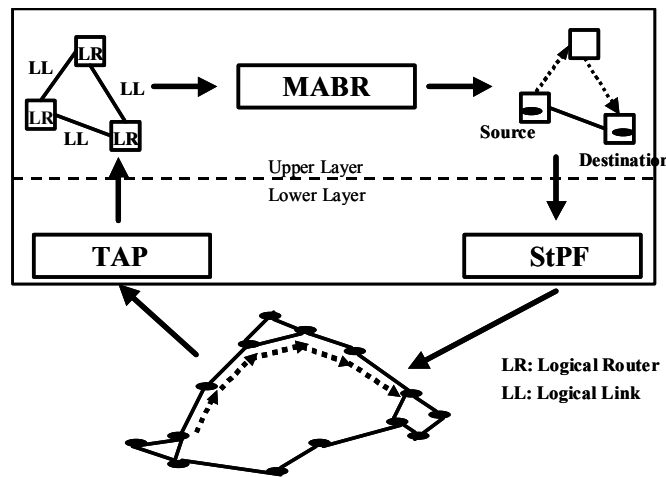 LR
LL
LL
LR
LL
LR
MABR
Source
Destination
Upper Layer
Lower Layer
TAP
StPF
LR: Logical Router
LL: Logical Link